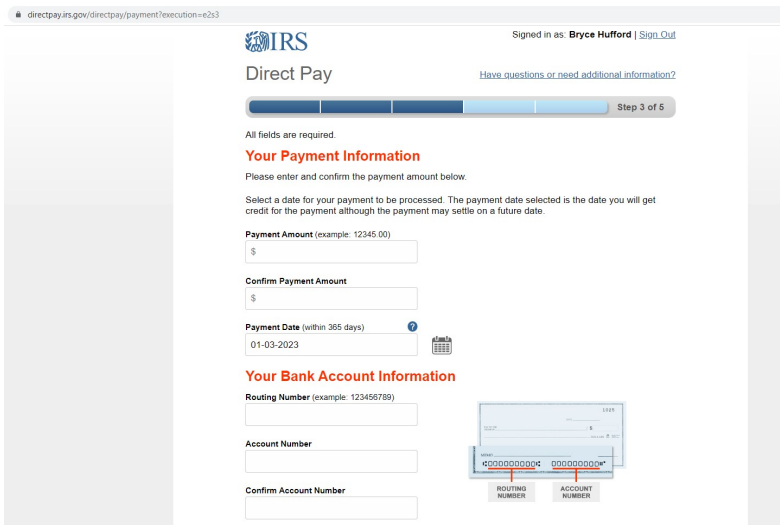 directpay.irs.gov/directpay/payment?execution=e2s3
IRS
Signed in as: Bryce Hufford | Sign Out
Direct Pay
Have questions or need additional information?
Step 3 of 5
All fields are required.
Your Payment Information
Please enter and confirm the payment amount below.
Select a date for your payment to be processed. The payment date selected is the date you will get
credit for the payment although the payment may settle on a future date.
Payment Amount (example: 12345.00)
$
Confirm Payment Amount
$
Payment Date (within 365 days)
?
01-03-2023
Your Bank Account Information
Routing Number (example: 123456789)
Account Number
Confirm Account Number
1025
$
MEMO
000000000
000000000
ROUTING
NUMBER
ACCOUNT
NUMBER